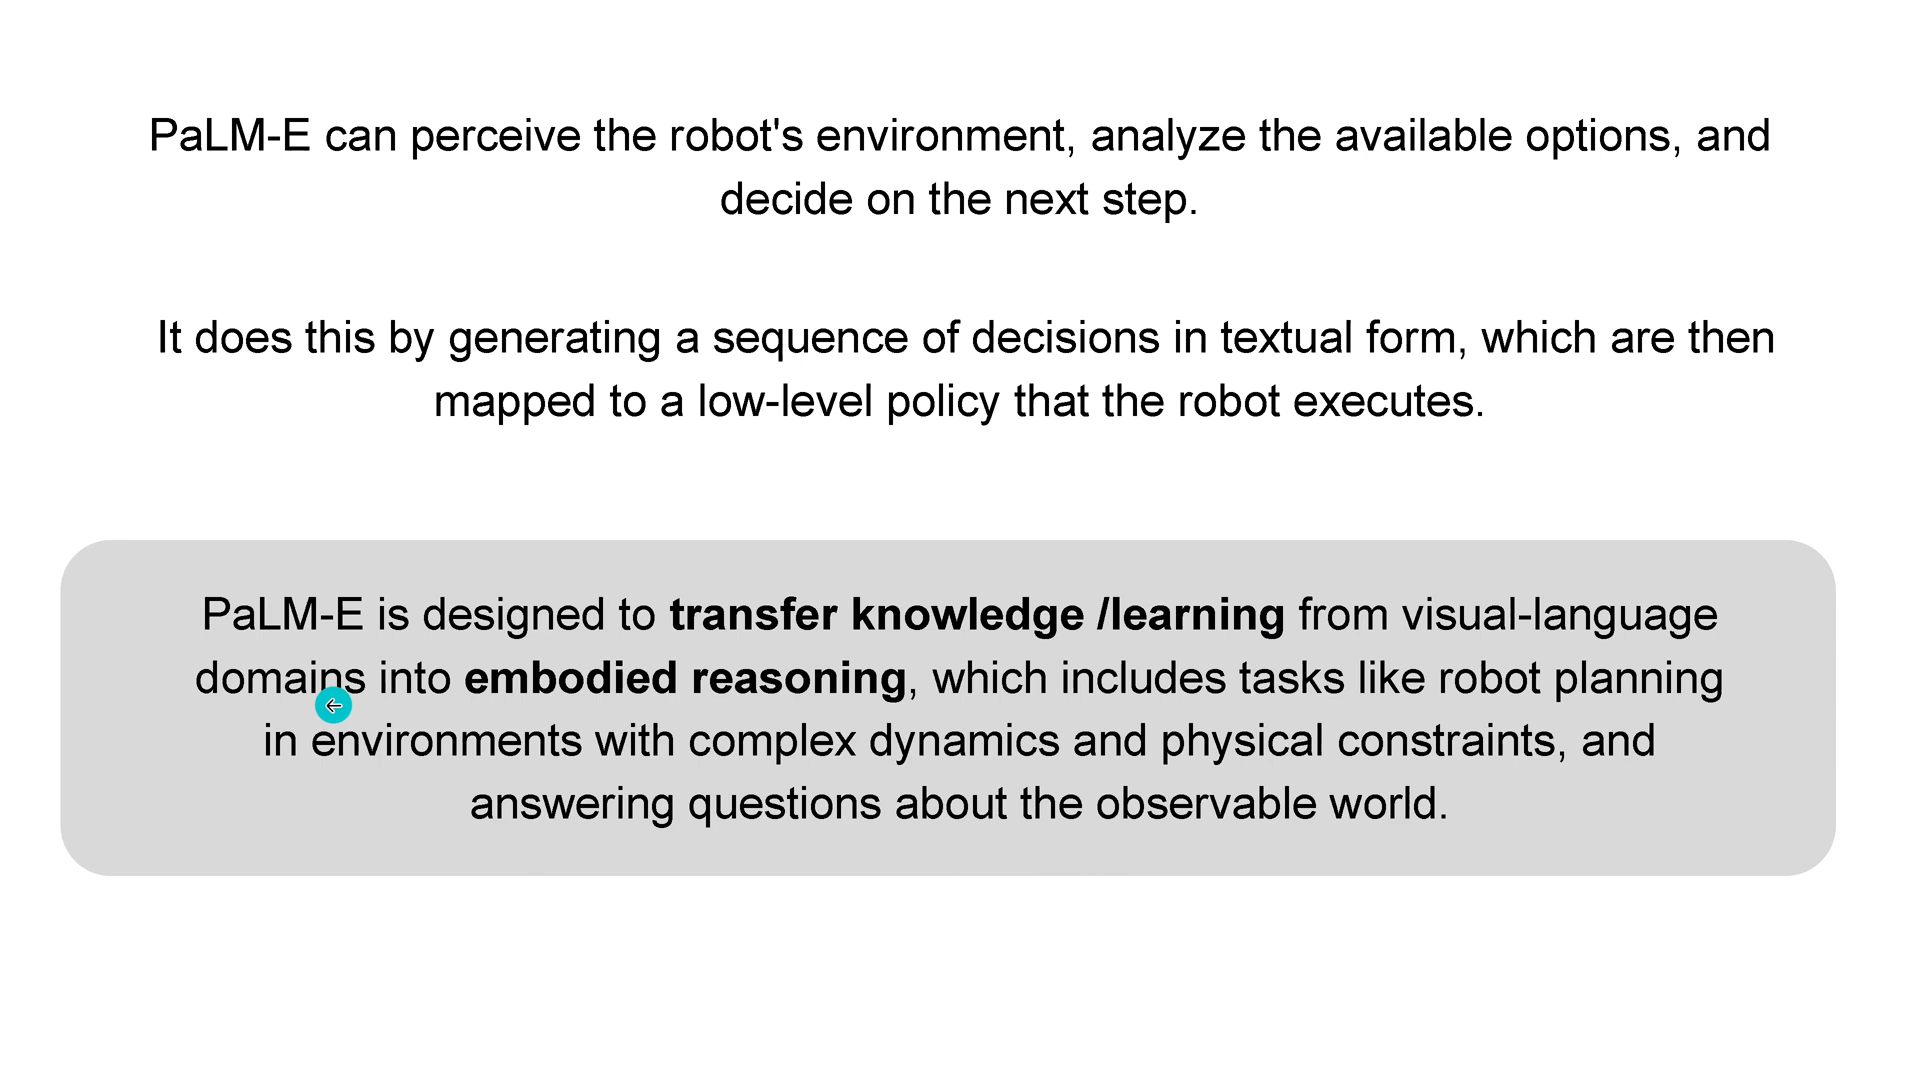 PaLM-E can perceive the robot's environment, analyze the available options, and
decide on the next step.
It does this by generating a sequence of decisions in textual form, which are then
mapped to a low-level policy that the robot executes.
PaLM-E is designed to transfer knowledge /learning from visual-language
domains into embodied reasoning, which includes tasks like robot planning
in environments with complex dynamics and physical constraints, and
answering questions about the observable world.